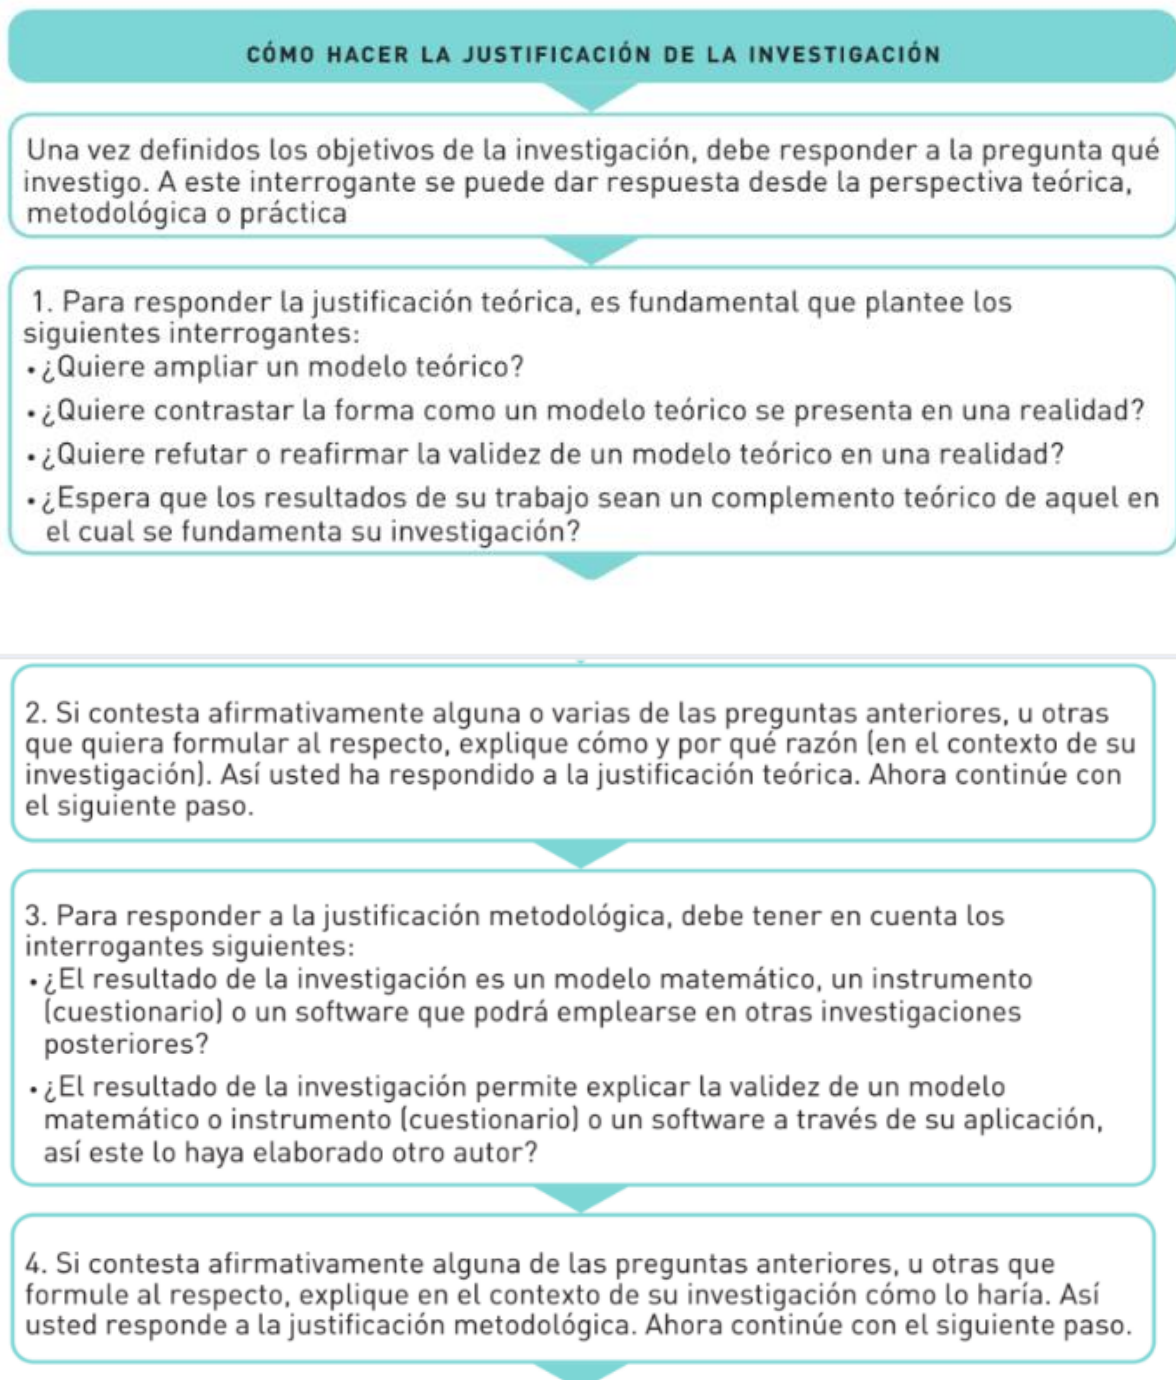 CÓMO HACER LA JUSTIFICACIÓN DE LA INVESTIGACIÓN
Una vez definidos los objetivos de la investigación, debe responder a la pregunta qué
investigo. A este interrogante se puede dar respuesta desde la perspectiva teórica,
metodológica o práctica
1. Para responder la justificación teórica, es fundamental que plantee los
siguientes interrogantes:
• ¿Quiere ampliar un modelo teórico?
• ¿Quiere contrastar la forma como un modelo teórico se presenta en una realidad?
• ¿Quiere refutar o reafirmar la validez de un modelo teórico en una realidad?
• ¿Espera que los resultados de su trabajo sean un complemento teórico de aquel en
el cual se fundamenta su investigación?
2. Si contesta afirmativamente alguna o varias de las preguntas anteriores, u otras
que quiera formular al respecto, explique cómo y por qué razón (en el contexto de su
investigación). Así usted ha respondido a la justificación teórica. Ahora continúe con
el siguiente paso.
3. Para responder a la justificación metodológica, debe tener en cuenta los
interrogantes siguientes:
• ¿El resultado de la investigación es un modelo matemático, un instrumento
(cuestionario) o un software que podrá emplearse en otras investigaciones
posteriores?
• ¿El resultado de la investigación permite explicar la validez de un modelo
matemático o instrumento (cuestionario) o un software a través de su aplicación,
así este lo haya elaborado otro autor?
4. Si contesta afirmativamente alguna de las preguntas anteriores, u otras que
formule al respecto, explique en el contexto de su investigación cómo lo haría. Así
usted responde a la justificación metodológica. Ahora continúe con el siguiente paso.